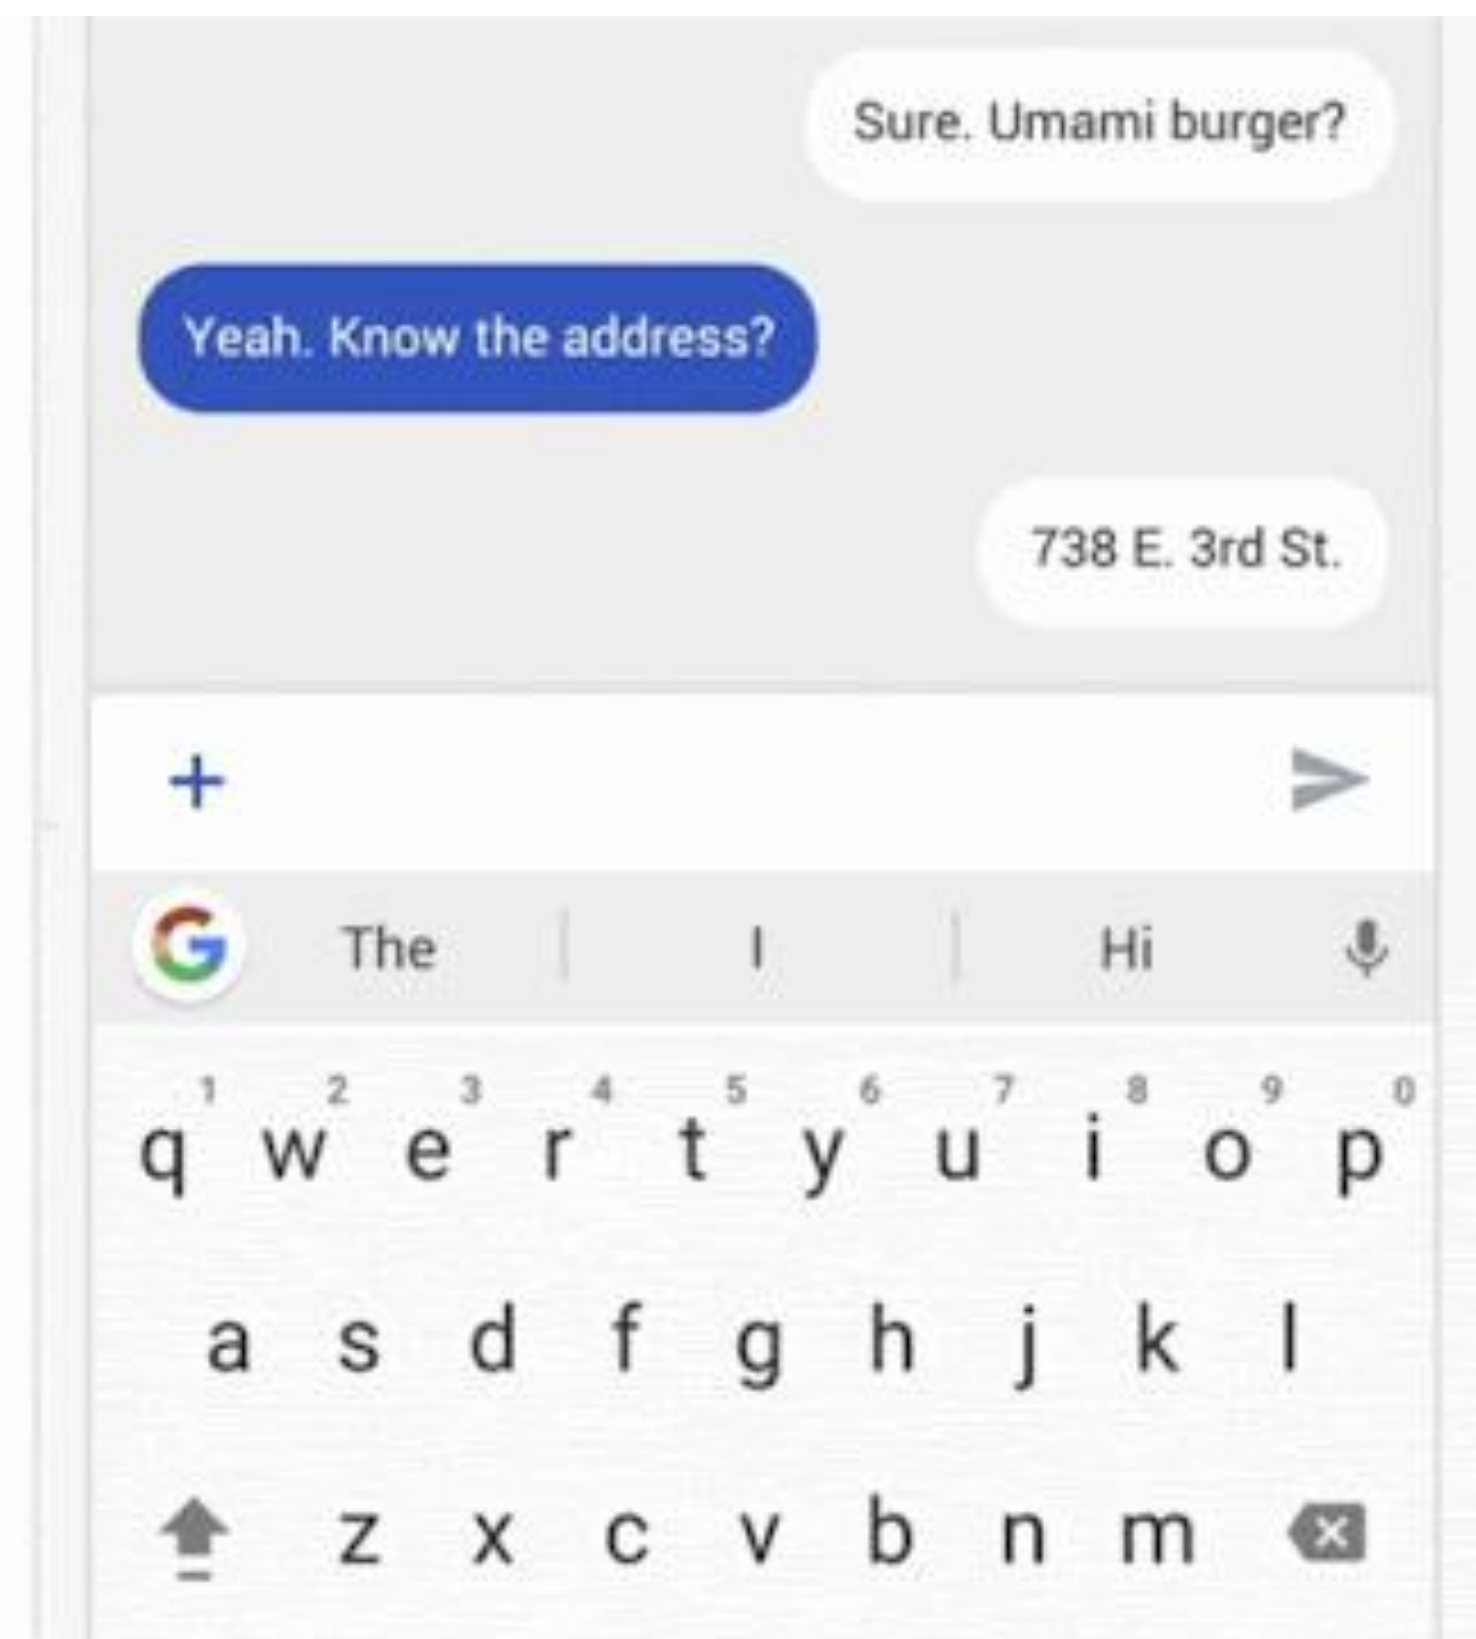 Sure. Umami burger?
Yeah. Know the address?
738 E. 3rd St.
G The I Hi
1 2 3 4 5 6 7 8 9 0
q w e r t y u i o p
a s d f g h j k l
z x c v b n m